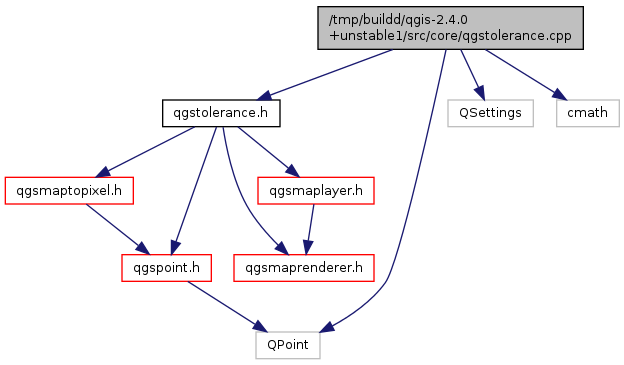 /tmp/buildd/qgis-2.4.0
+unstable1/src/core/qgstolerance.cpp
qgstolerance.h
QSettings
cmath
qgsmaptopixel.h
qgsmaplayer.h
qgspoint.h
qgsmaprenderer.h
QPoint